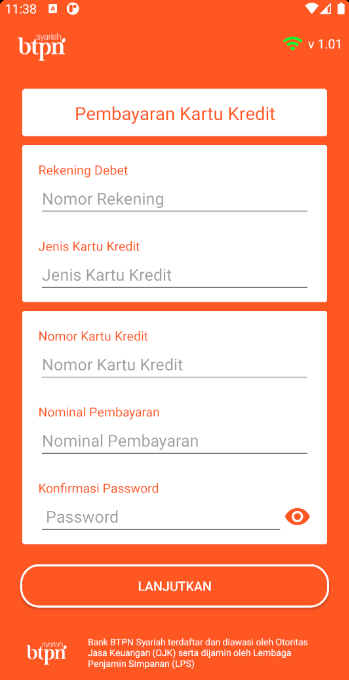 11:38
syariah
btpn
v 1.01
Pembayaran Kartu Kredit
Rekening Debet
Nomor Rekening
Jenis Kartu Kredit
Jenis Kartu Kredit
Nomor Kartu Kredit
Nomor Kartu Kredit
Nominal Pembayaran
Nominal Pembayaran
Konfirmasi Password
Password
LANJUTKAN
syariah
btpn
Bank BTPN Syariah terdaftar dan diawasi oleh Otoritas
Jasa Keuangan (OJK) serta dijamin oleh Lembaga
Penjamin Simpanan (LPS)